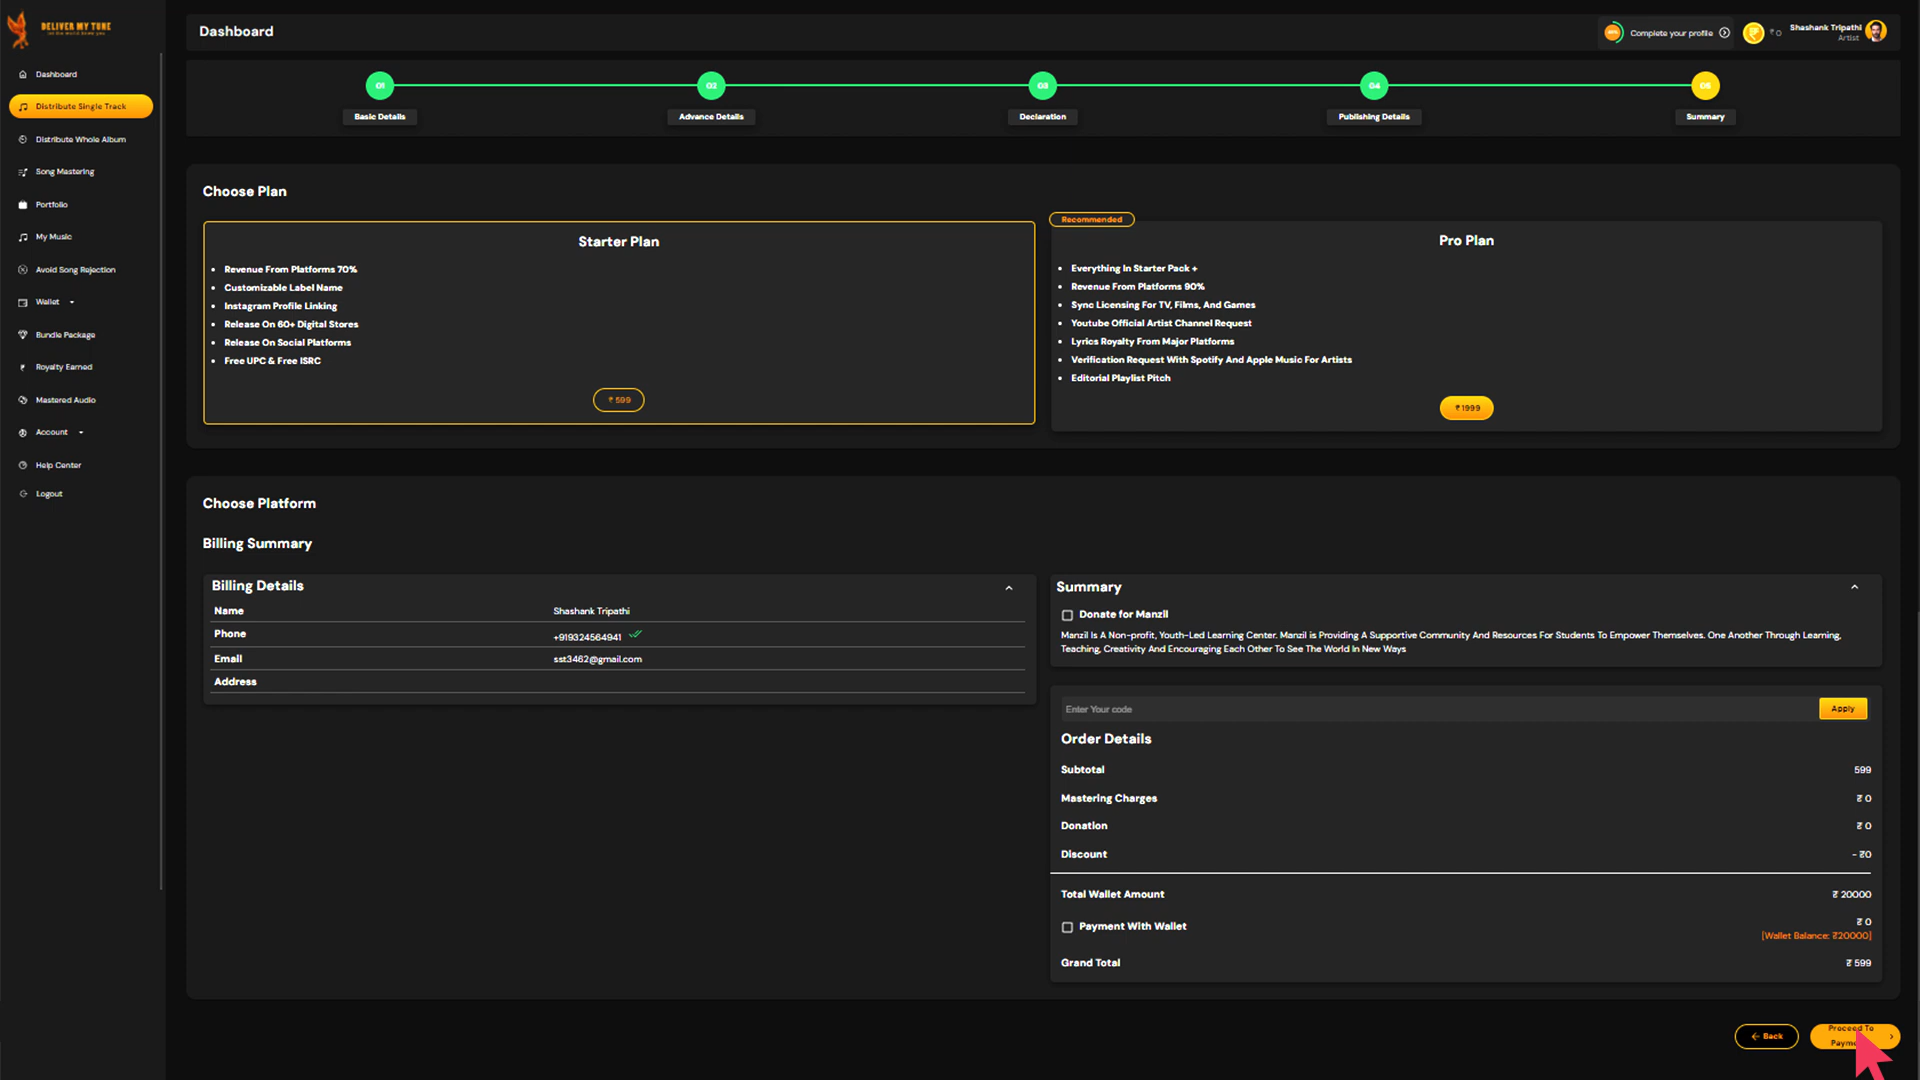 DELIVER MY TUNE
Dashboard
Distribute Single Track
Distribute Whole Album
Song Mastering
Portfolio
My Music
Avoid Song Rejection
Wallet
Bundle Package
Royalty Earned
Mastered Audio
Account
Help Center
Logout
Dashboard
Complete your profile
₹ 0
Shashank Tripathi
Artist
01
02
03
04
05
Basic Details
Advance Details
Declaration
Publishing Details
Summary
Choose Plan
Starter Plan
Revenue From Platforms 70%
Customizable Label Name
Instagram Profile Linking
Release On 60+ Digital Stores
Release On Social Platforms
Free UPC & Free ISRC
₹ 599
Recommended
Pro Plan
Everything In Starter Pack +
Revenue From Platforms 90%
Sync Licensing For TV, Films, And Games
Youtube Official Artist Channel Request
Lyrics Royalty From Major Platforms
Verification Request With Spotify And Apple Music For Artists
Editorial Playlist Pitch
₹ 1999
Choose Platform
Billing Summary
Billing Details
Name Shashank Tripathi
Phone +919324564941
Email sst3462@gmail.com
Address
Summary
Donate for Manzil
Manzil Is A Non-profit, Youth-Led Learning Center. Manzil is Providing A Supportive Community And Resources For Students To Empower Themselves. One Another Through Learning,
Teaching, Creativity And Encouraging Each Other To See The World In New Ways
Enter Your code
Apply
Order Details
Subtotal 599
Mastering Charges ₹ 0
Donation ₹ 0
Discount - ₹0
Total Wallet Amount ₹ 20000
Payment With Wallet ₹ 0
[Wallet Balance: ₹20000]
Grand Total ₹ 599
Back
Proceed To